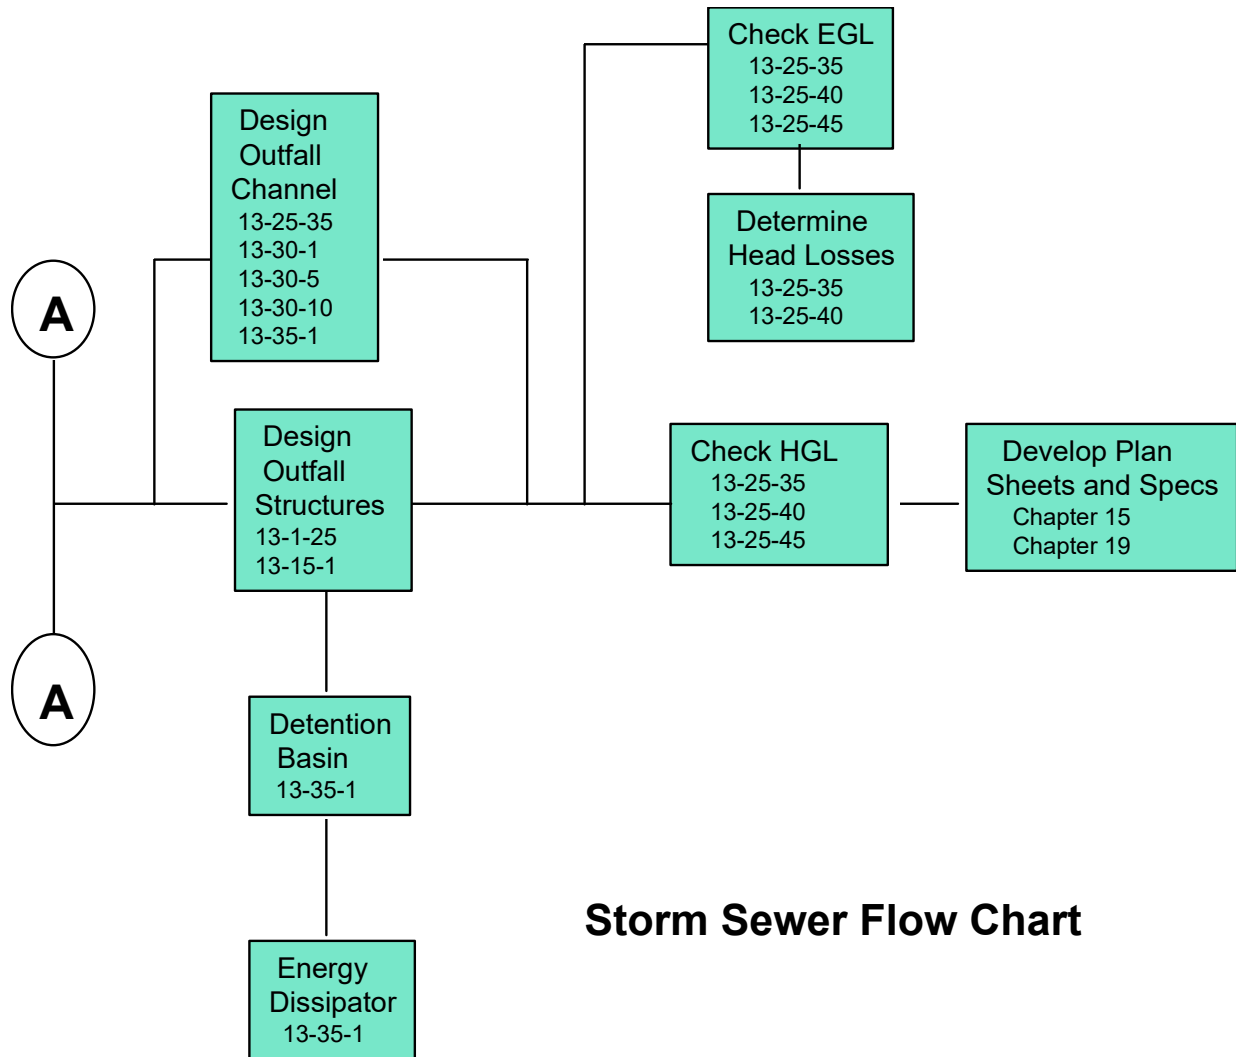 Check EGL
13-25-35
13-25-40
13-25-45
Design
Outfall
Channel
13-25-35
13-30-1
13-30-5
13-30-10
13-35-1
Determine
Head Losses
13-25-35
13-25-40
A
Design
Outfall
Structures
13-1-25
13-15-1
Check HGL
13-25-35
13-25-40
13-25-45
Develop Plan
Sheets and Specs
Chapter 15
Chapter 19
A
Detention
Basin
13-35-1
Storm Sewer Flow Chart
Energy
Dissipator
13-35-1